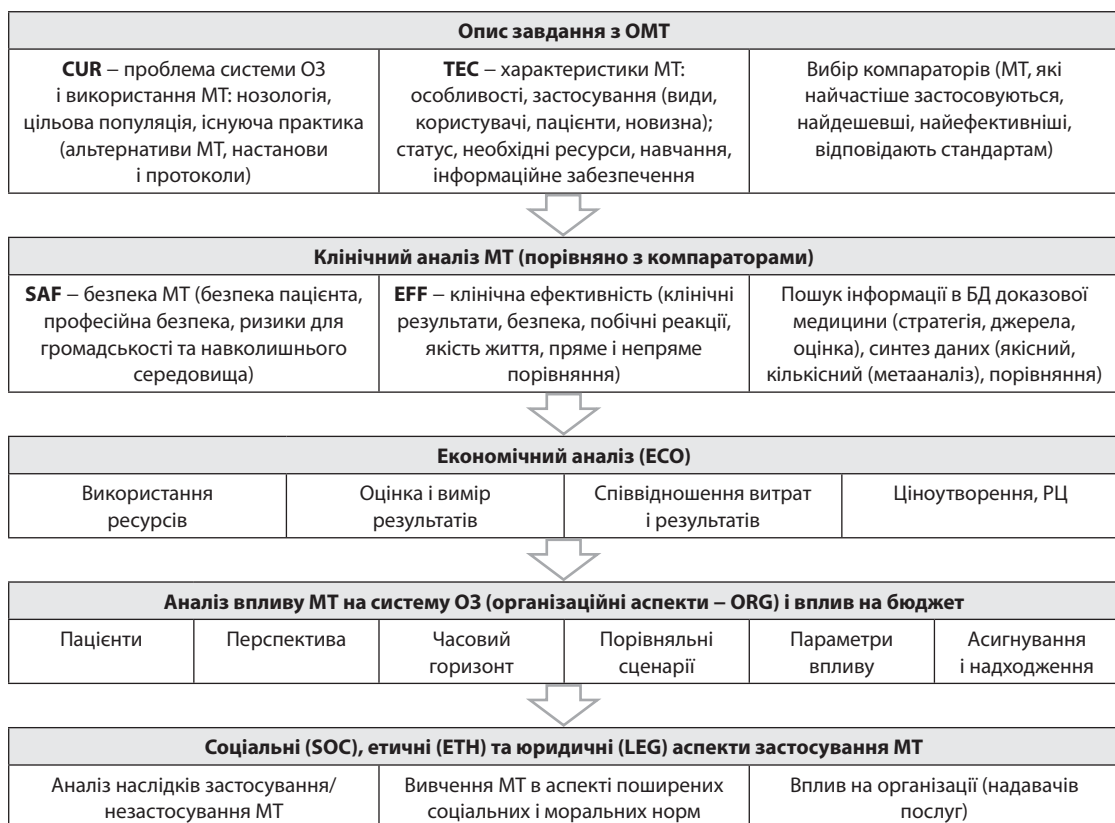 Опис завдання з ОМТ
CUR – проблема системи ОЗ
і використання МТ: нозологія,
цільова популяція, існуюча практика
(альтернативи МТ, настанови
і протоколи)
TEC – характеристики МТ:
особливості, застосування (види,
користувачі, пацієнти, новизна);
статус, необхідні ресурси, навчання,
інформаційне забезпечення
Вибір компараторів (МТ, які
найчастіше застосовуються,
найдешевші, найефективніші,
відповідають стандартам)
Клінічний аналіз МТ (порівняно з компараторами)
SAF – безпека МТ (безпека пацієнта,
професійна безпека, ризики для
громадськості та навколишнього
середовища)
EFF – клінічна ефективність (клінічні
результати, безпека, побічні реакції,
якість життя, пряме і непряме
порівняння)
Пошук інформації в БД доказової
медицини (стратегія, джерела,
оцінка), синтез даних (якісний,
кількісний (метааналіз), порівняння)
Економічний аналіз (ECO)
Використання
ресурсів
Оцінка і вимір
результатів
Співвідношення витрат
і результатів
Ціноутворення, РЦ
Аналіз впливу МТ на систему ОЗ (організаційні аспекти – ORG) і вплив на бюджет
Пацієнти
Перспектива
Часовий
горизонт
Порівняльні
сценарії
Параметри
впливу
Асигнування
і надходження
Соціальні (SOC), етичні (ETH) та юридичні (LEG) аспекти застосування МТ
Аналіз наслідків застосування/
незастосування МТ
Вивчення МТ в аспекті поширених
соціальних і моральних норм
Вплив на організації (надавачів
послуг)